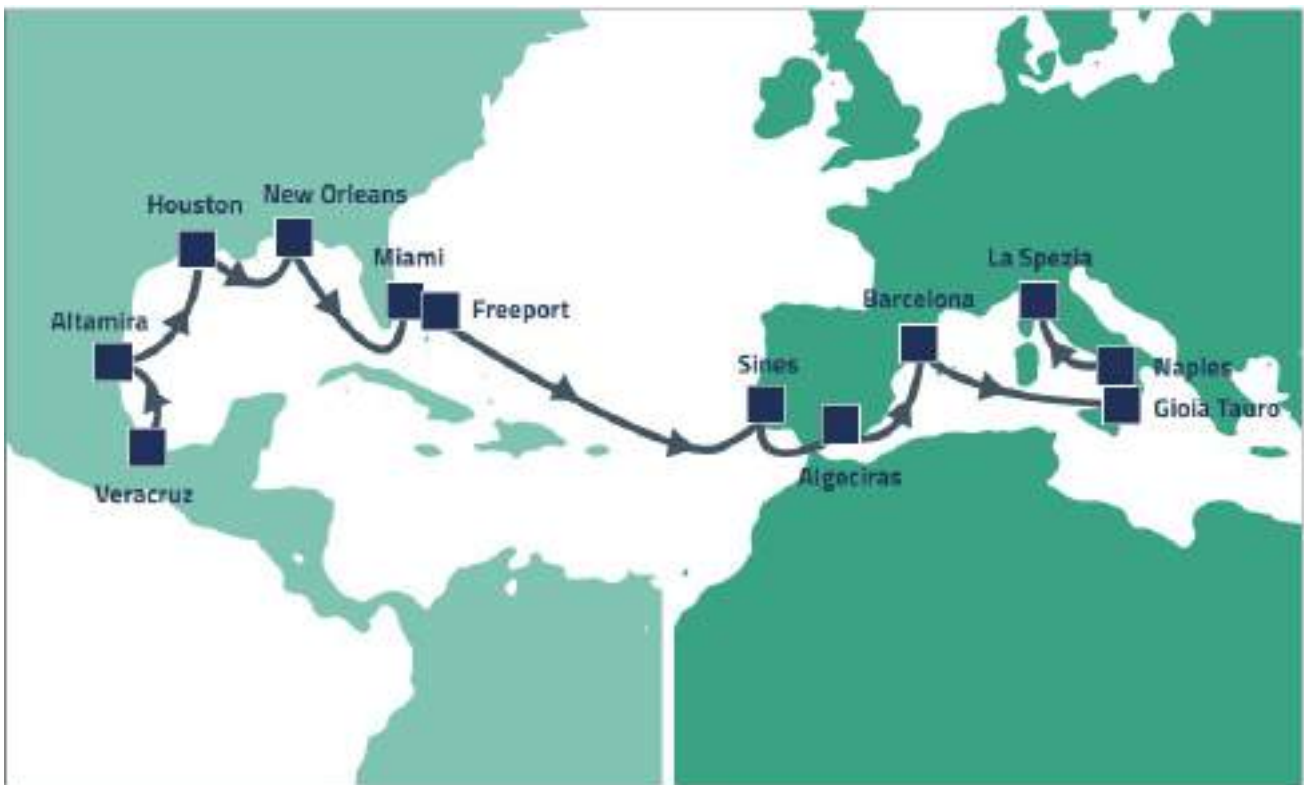 New Orleans
Houston
Miami
La Spezia
Barcelona
Freeport
Altamira
Sines
Naples
Gioia Tauro
Algeciras
Veracruz